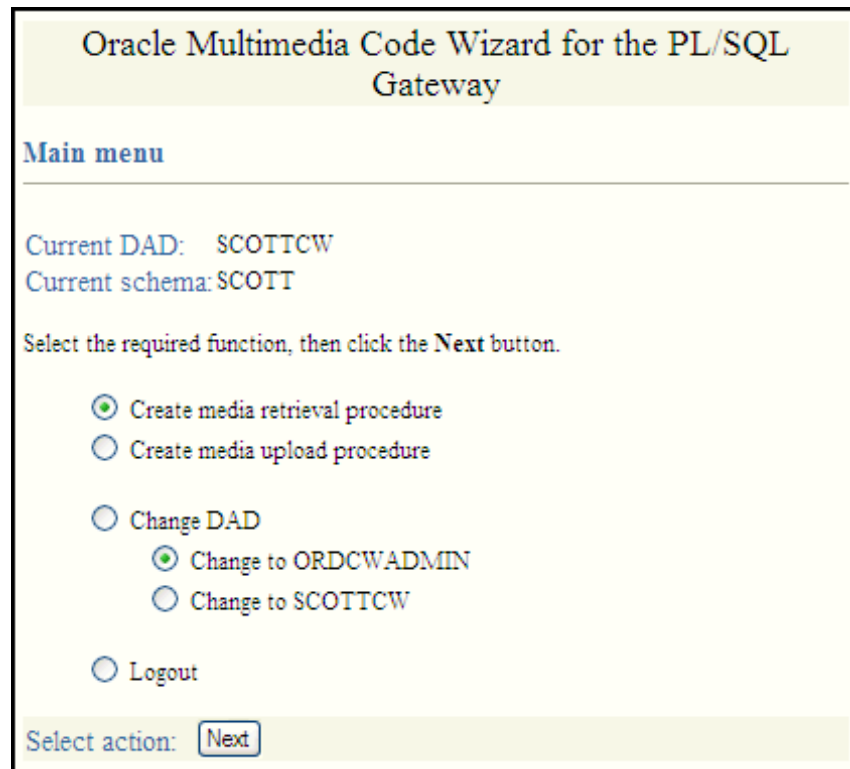 Oracle Multimedia Code Wizard for the PL/SQL
Gateway
Main menu
Current DAD: SCOTTCW
Current schema: SCOTT
Select the required function, then click the Next button.
Create media retrieval procedure
Create media upload procedure
Change DAD
Change to ORDCWADMIN
Change to SCOTTCW
Logout
Select action: Next